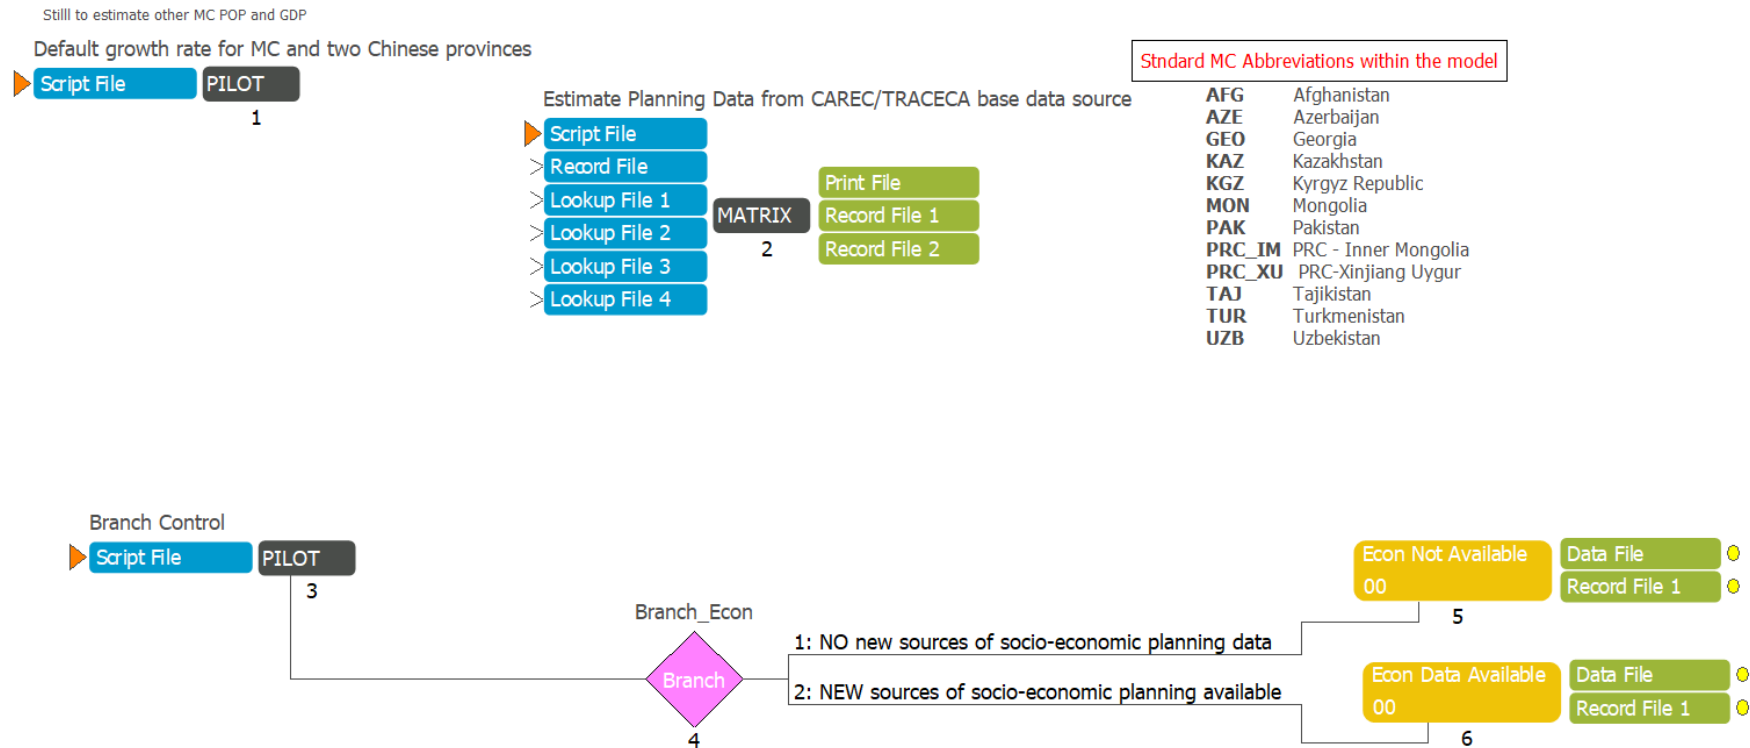 Stilll to estimate other MC POP and GDP
Default growth rate for MC and two Chinese provinces
Script File
PILOT
1
Estimate Planning Data from CAREC/TRACECA base data source
Script File
Record File
Lookup File 1
Lookup File 2
Lookup File 3
Lookup File 4
MATRIX
2
Print File
Record File 1
Record File 2
Stndard MC Abbreviations within the model
AFG Afghanistan
AZE Azerbaijan
GEO Georgia
KAZ Kazakhstan
KGZ Kyrgyz Republic
MON Mongolia
PAK Pakistan
PRC_IM PRC - Inner Mongolia
PRC_XU PRC-Xinjiang Uygur
TAJ Tajikistan
TUR Turkmenistan
UZB Uzbekistan
Branch Control
Script File
PILOT
3
Branch_Econ
Branch
4
1: NO new sources of socio-economic planning data
2: NEW sources of socio-economic planning available
Econ Not Available
00
Data File
Record File 1
5
Econ Data Available
00
Data File
Record File 1
6